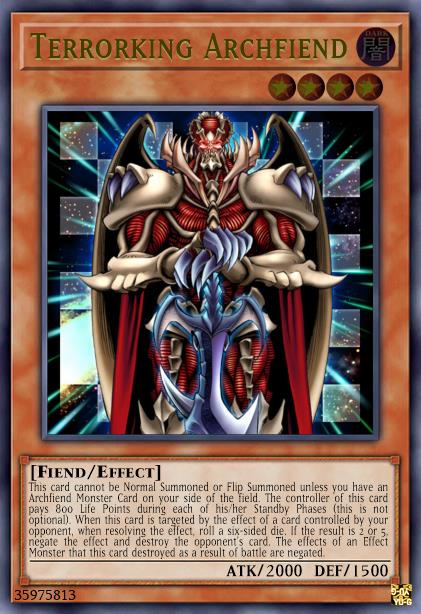 TERRORKING ARCHFIEND
DARK
闇
[FIEND/EFFECT]
This card cannot be Normal Summoned or Flip Summoned unless you have an
Archfiend Monster Card on your side of the field. The controller of this card
pays 800 Life Points during each of his/her Standby Phases (this is not
optional). When this card is targeted by the effect of a card controlled by your
opponent, when resolving the effect, roll a six-sided die. If the result is 2 or 5,
negate the effect and destroy the opponent's card. The effects of an Effect
Monster that this card destroyed as a result of battle are negated.
ATK/2000 DEF/1500
35975813